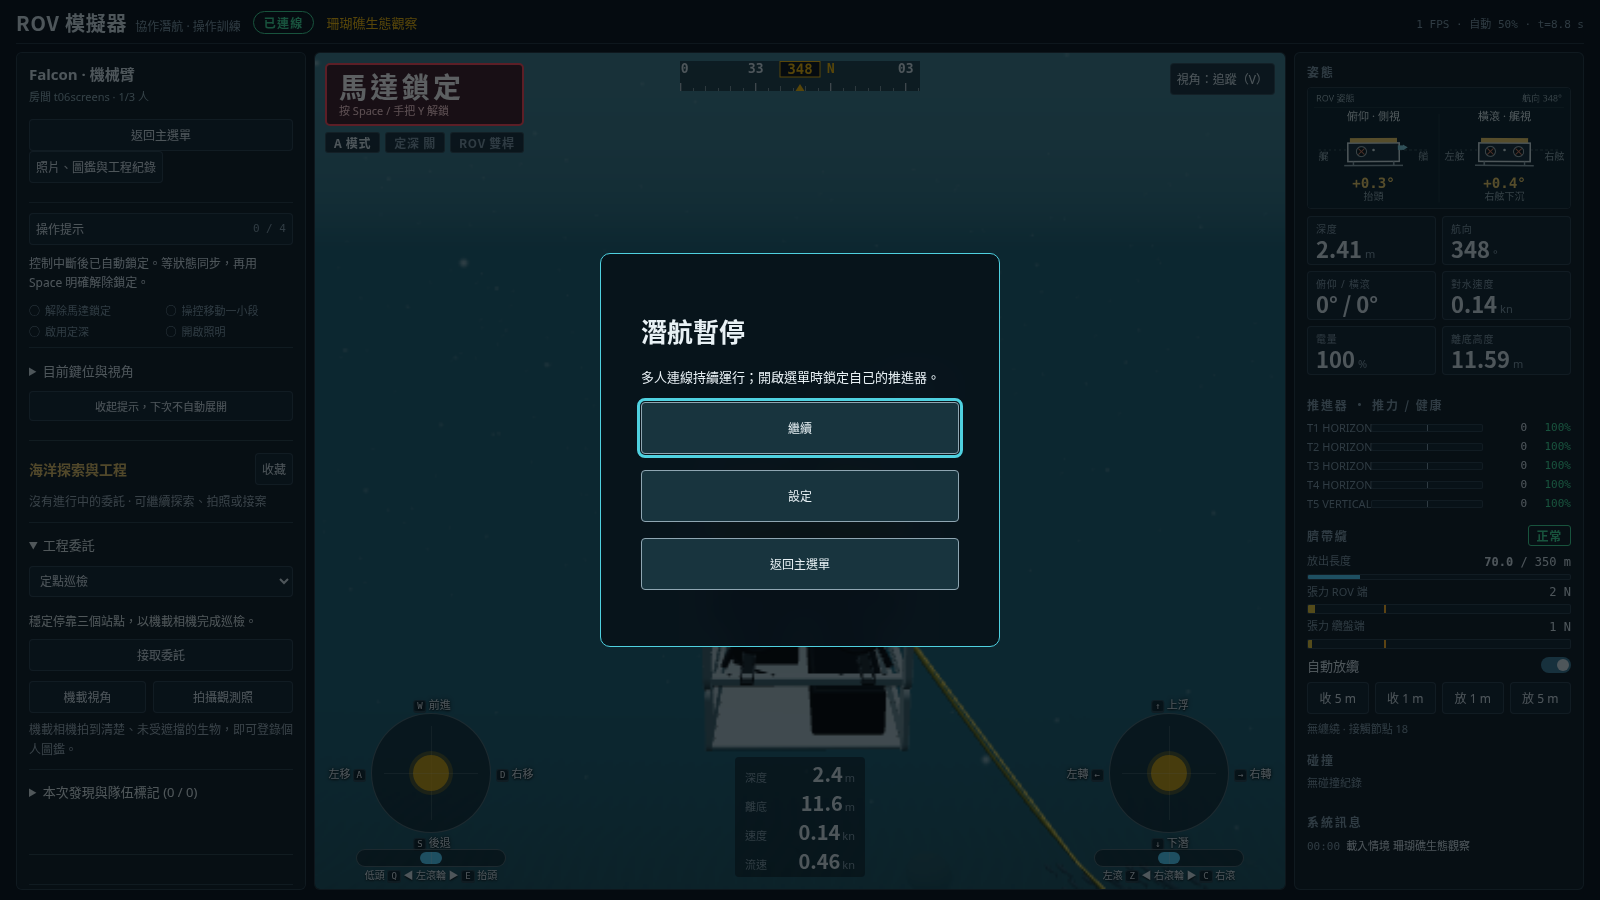 ROV 模擬器 協作潛航 · 操作訓練 已連線 珊瑚礁生態觀察
1 FPS · 自動 50% · t=8.8 s
Falcon · 機械臂
房間 t06screens · 1/3 人
返回主選單
照片、圖鑑與工程紀錄
操作提示 0 / 4
控制中斷後已自動鎖定。等狀態同步，再用
Space 明確解除鎖定。
解除馬達鎖定 操控移動一小段
啟用定深 開啟照明
▶ 目前鍵位與視角
收起提示，下次不自動展開
海洋探索與工程 收藏
沒有進行中的委託 · 可繼續探索、拍照或接案
▼ 工程委託
定點巡檢
穩定停靠三個站點，以機載相機完成巡檢。
接取委託
機載視角 拍攝觀測照
機載相機拍到清楚、未受遮擋的生物，即可登錄個
人圖鑑。
▶ 本次發現與隊伍標記 (0 / 0)
馬達鎖定
按 Space / 手把 Y 解鎖
A 模式 定深 關 ROV 雙桿
0 33 348 N 03
視角：追蹤（V）
潛航暫停
多人連線持續運行；開啟選單時鎖定自己的推進器。
繼續
設定
返回主選單
W 前進
左移 A D 右移
S 後退
低頭 Q ◀ 左滾輪 ▶ E 抬頭
深度 2.4 m
離底 11.6 m
速度 0.14 kn
流速 0.46 kn
↑ 上浮
左轉 ← → 右轉
↓ 下潛
左滾 Z ◀ 右滾輪 ▶ C 右滾
姿態
ROV 姿態 航向 348°
俯仰 · 側視 橫滾 · 艉視
艉 艏 左舷 右舷
+0.3° +0.4°
抬頭 右舷下沉
深度 航向
2.41 m 348 °
俯仰 / 橫滾 對水速度
0° / 0° 0.14 kn
電量 離底高度
100 % 11.59 m
推進器 · 推力 / 健康
T1 HORIZON 0 100%
T2 HORIZON 0 100%
T3 HORIZON 0 100%
T4 HORIZON 0 100%
T5 VERTICAL 0 100%
臍帶纜 正常
放出長度 70.0 / 350 m
張力 ROV 端 2 N
張力 纜盤端 1 N
自動放纜
收 5 m 收 1 m 放 1 m 放 5 m
無纏繞 · 接觸節點 18
碰撞
無碰撞紀錄
系統訊息
00:00 載入情境 珊瑚礁生態觀察